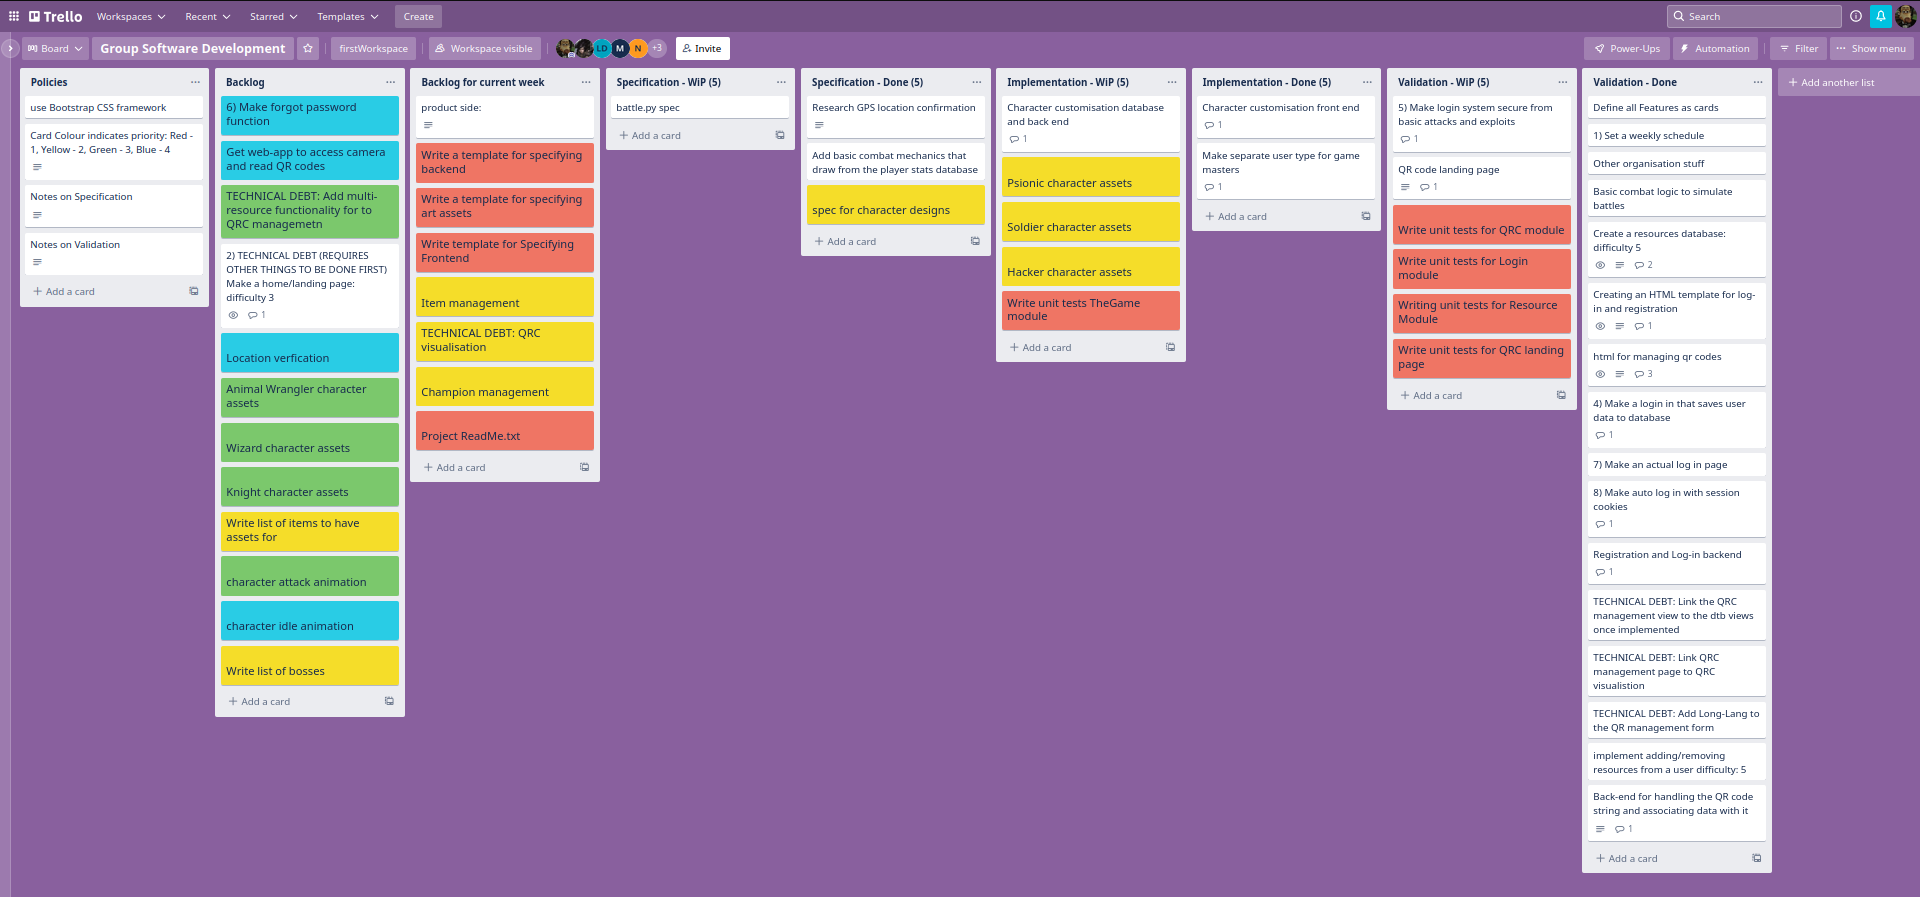 Trello
Workspaces
Recent
Starred
Templates
Create
Search
Board
Group Software Development
firstWorkspace
Workspace visible
LD
M
N
+3
Invite
Power-Ups
Automation
Filter
Show menu
Policies
use Bootstrap CSS framework
Card Colour indicates priority: Red -
1, Yellow - 2, Green - 3, Blue - 4
Notes on Specification
Notes on Validation
+ Add a card
Backlog
6) Make forgot password
function
Get web-app to access camera
and read QR codes
TECHNICAL DEBT: Add multi-
resource functionality for to
QRC managemetn
2) TECHNICAL DEBT (REQUIRES
OTHER THINGS TO BE DONE FIRST)
Make a home/landing page:
difficulty 3
1
Location verfication
Animal Wrangler character
assets
Wizard character assets
Knight character assets
Write list of items to have
assets for
character attack animation
character idle animation
Write list of bosses
+ Add a card
Backlog for current week
product side:
Write a template for specifying
backend
Write a template for specifying
art assets
Write template for Specifying
Frontend
Item management
TECHNICAL DEBT: QRC
visualisation
Champion management
Project ReadMe.txt
+ Add a card
Specification - WiP (5)
battle.py spec
+ Add a card
Specification - Done (5)
Research GPS location confirmation
Add basic combat mechanics that
draw from the player stats database
spec for character designs
+ Add a card
Implementation - WiP (5)
Character customisation database
and back end
1
Psionic character assets
Soldier character assets
Hacker character assets
Write unit tests TheGame
module
+ Add a card
Implementation - Done (5)
Character customisation front end
1
Make separate user type for game
masters
1
+ Add a card
Validation - WiP (5)
5) Make login system secure from
basic attacks and exploits
1
QR code landing page
1
Write unit tests for QRC module
Write unit tests for Login
module
Writing unit tests for Resource
Module
Write unit tests for QRC landing
page
+ Add a card
Validation - Done
Define all Features as cards
1) Set a weekly schedule
Other organisation stuff
Basic combat logic to simulate
battles
Create a resources database:
difficulty 5
2
Creating an HTML template for log-
in and registration
1
html for managing qr codes
3
4) Make a login in that saves user
data to database
1
7) Make an actual log in page
8) Make auto log in with session
cookies
1
Registration and Log-in backend
1
TECHNICAL DEBT: Link the QRC
management view to the dtb views
once implemented
TECHNICAL DEBT: Link QRC
management page to QRC
visualistion
TECHNICAL DEBT: Add Long-Lang to
the QR management form
implement adding/removing
resources from a user difficulty: 5
Back-end for handling the QR code
string and associating data with it
1
+ Add a card
+ Add another list